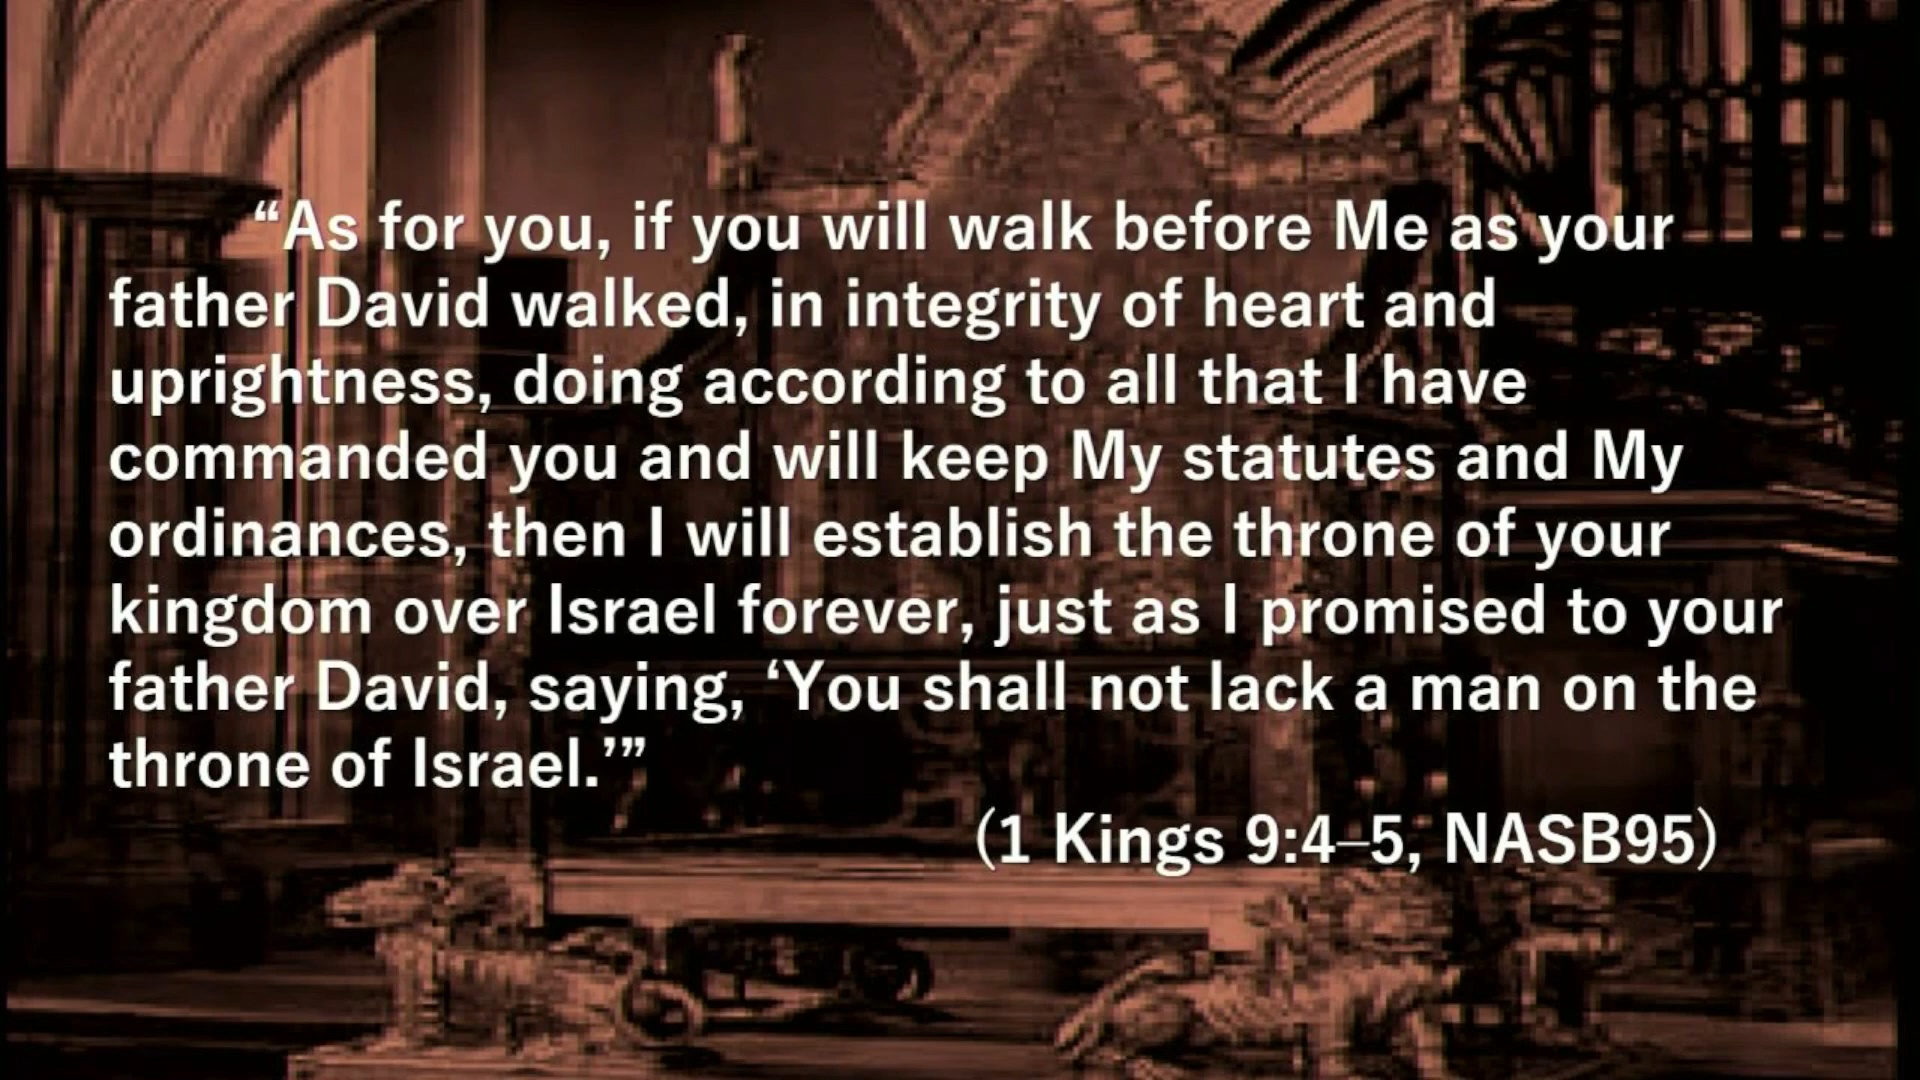 “As for you, if you will walk before Me as your
father David walked, in integrity of heart and
uprightness, doing according to all that I have
commanded you and will keep My statutes and My
ordinances, then I will establish the throne of your
kingdom over Israel forever, just as I promised to your
father David, saying, ‘You shall not lack a man on the
throne of Israel.’”
(1 Kings 9:4–5, NASB95)